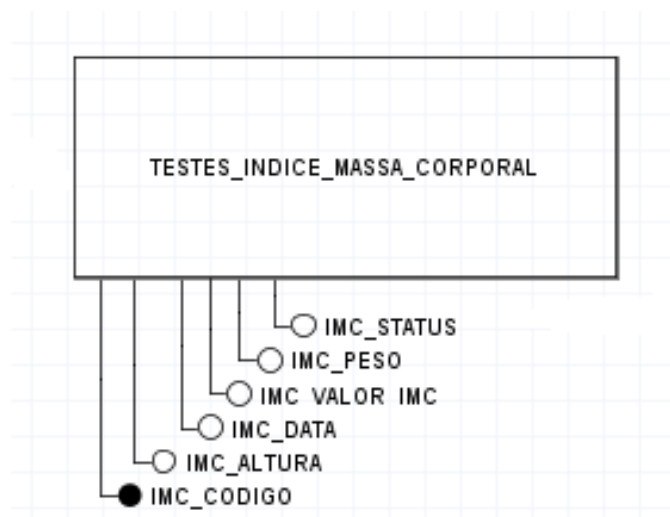 TESTES_INDICE_MASSA_CORPORAL
IMC_STATUS
IMC_PESO
IMC VALOR IMC
IMC_DATA
IMC_ALTURA
IMC_CODIGO